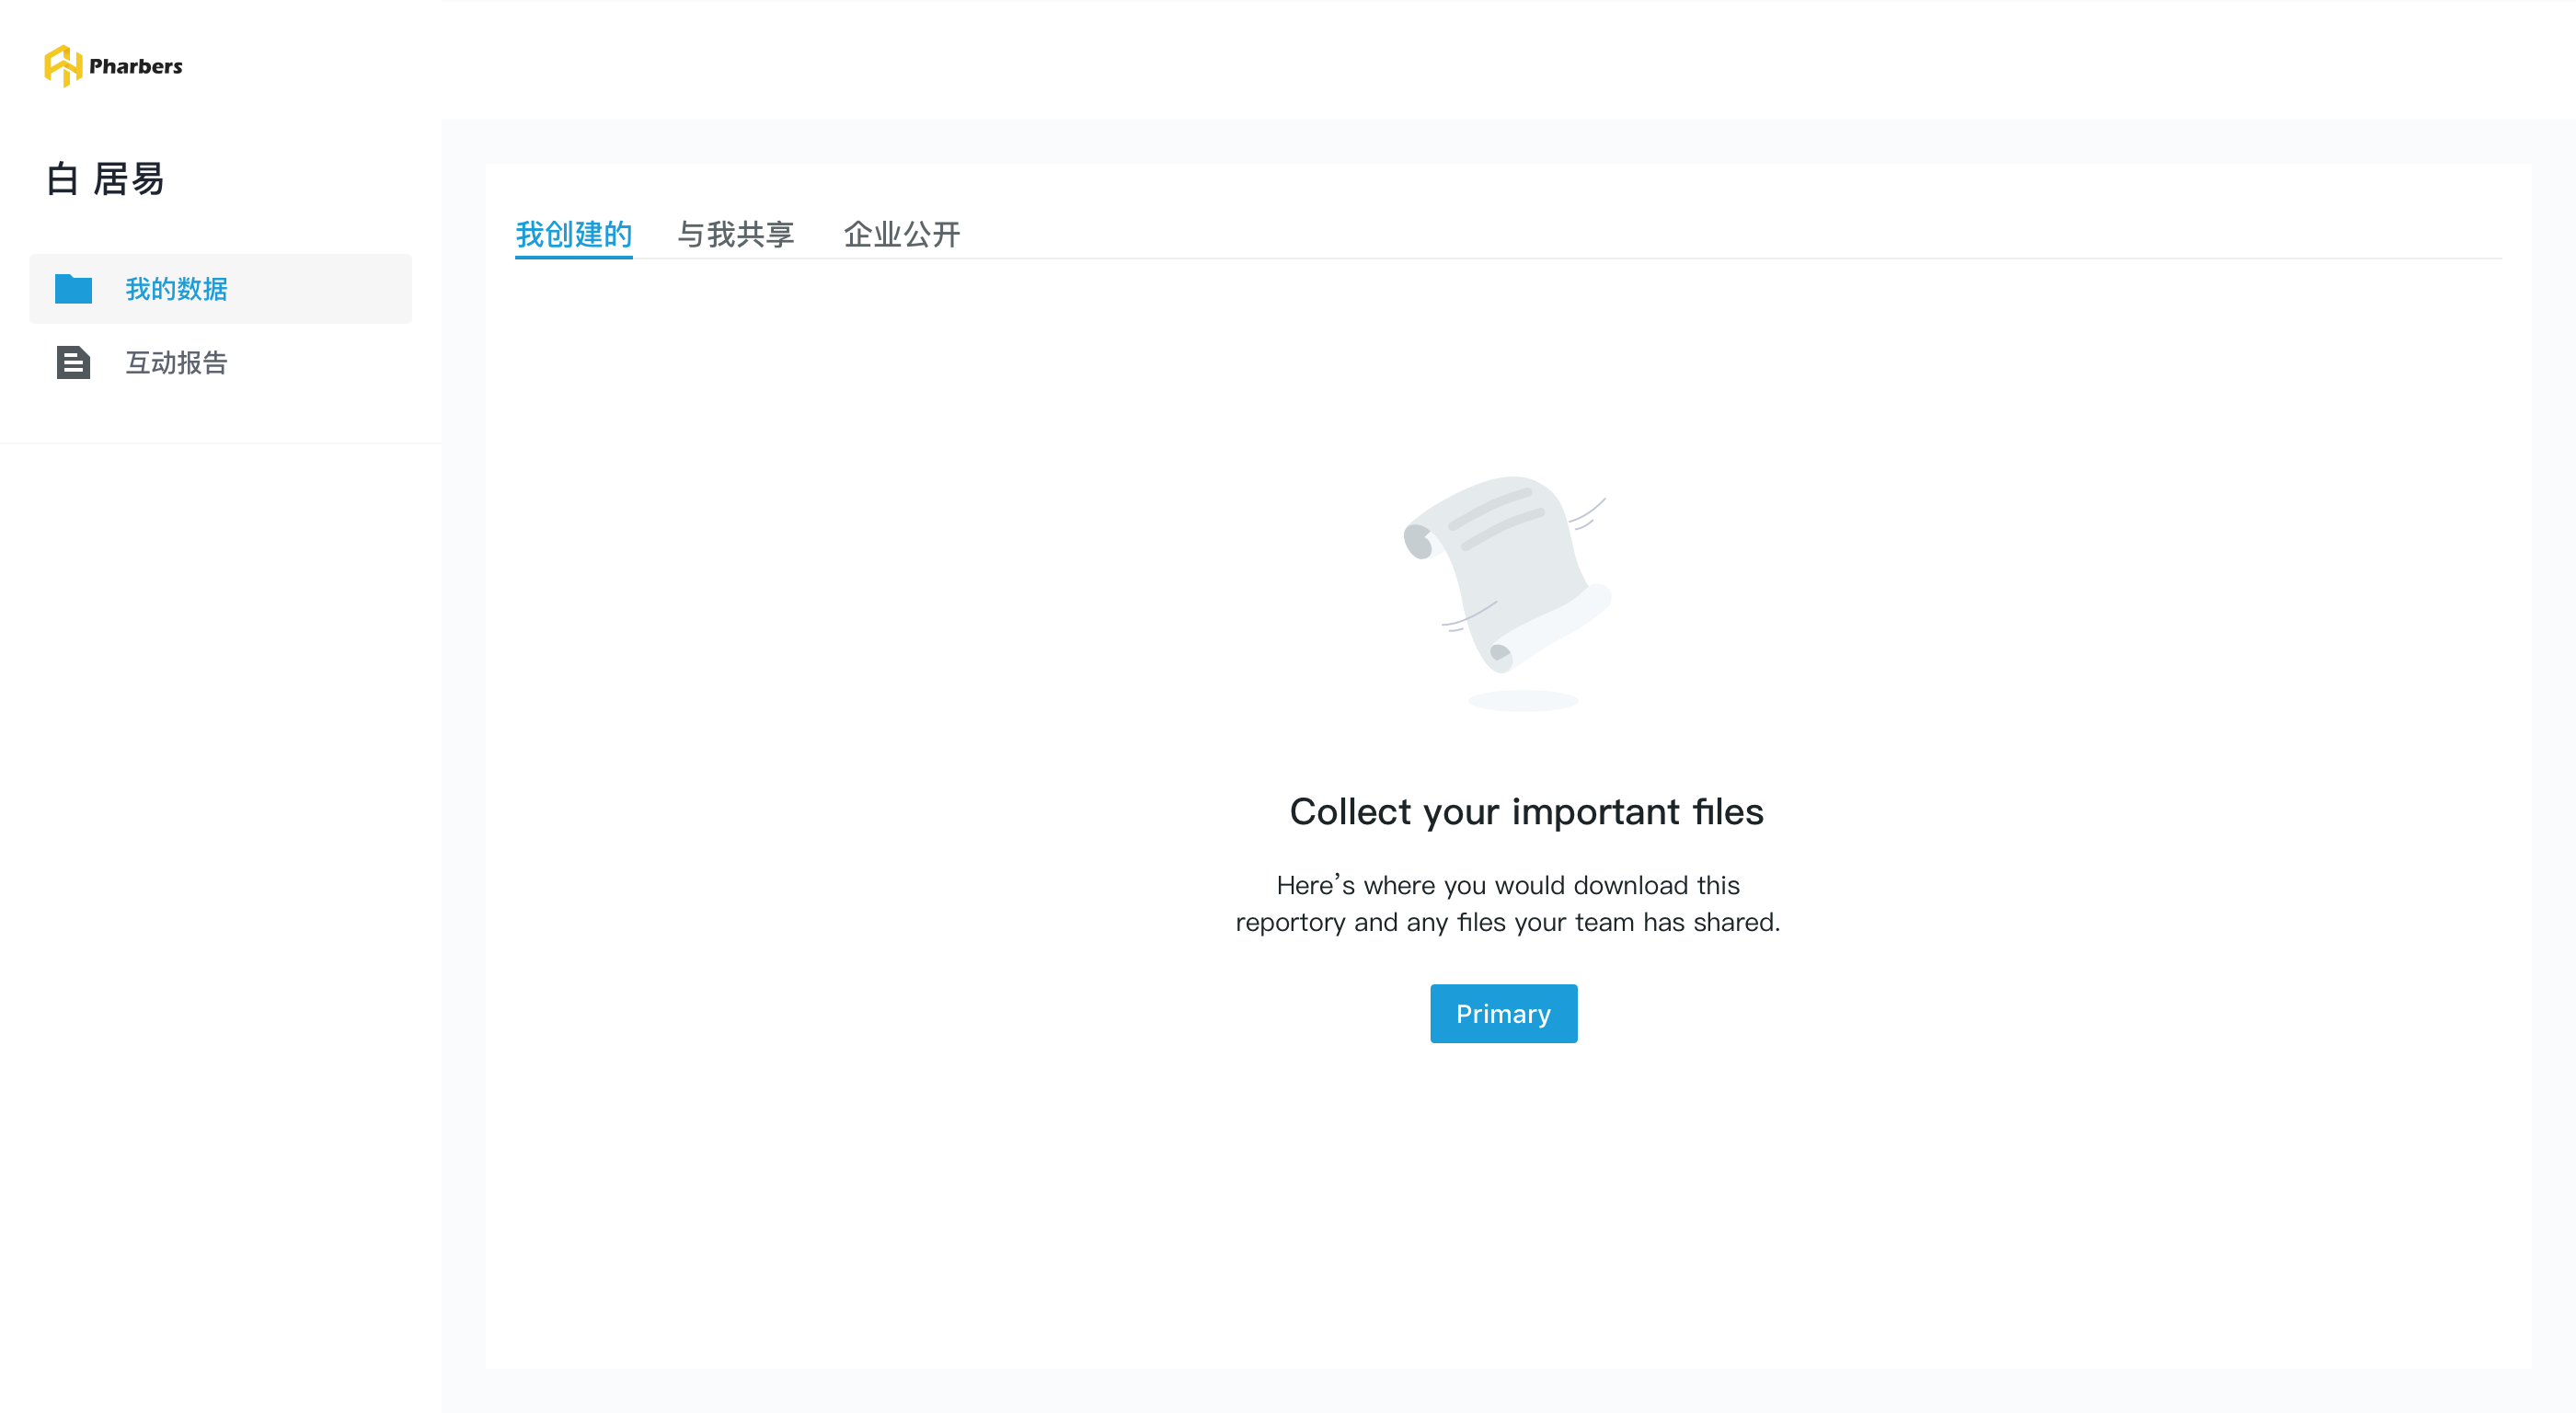 Pharbers
白 居易
我的数据
互动报告
我创建的 与我共享 企业公开
Collect your important files
Here’s where you would download this
reportory and any files your team has shared.
Primary